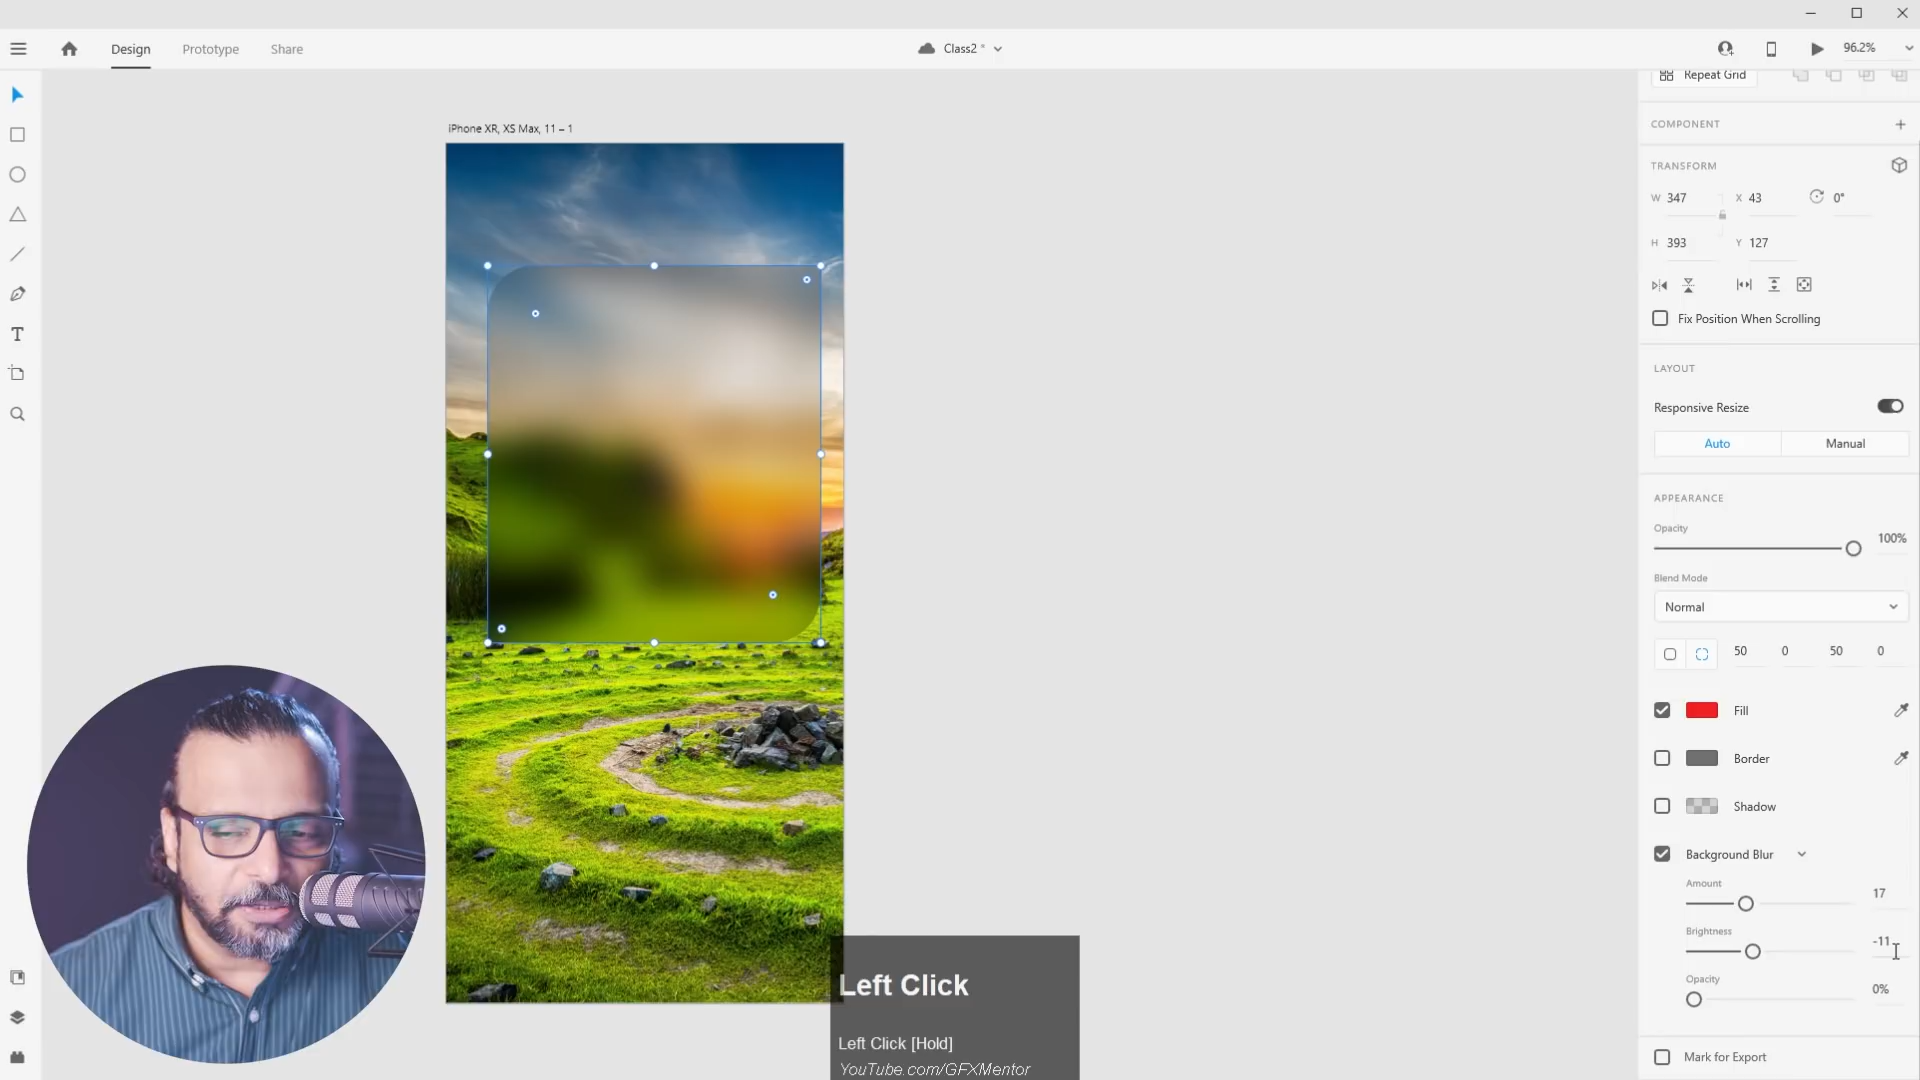 Design
Prototype
Share
Class2 *
96.2%
Repeat Grid
COMPONENT
TRANSFORM
W 347 X 43 0°
H 393 Y 127
Fix Position When Scrolling
LAYOUT
Responsive Resize
Auto Manual
APPEARANCE
Opacity
100%
Blend Mode
Normal
50 0 50 0
Fill
Border
Shadow
Background Blur
Amount
17
Brightness
-11
Opacity
0%
Mark for Export
iPhone XR, XS Max, 11 – 1
T
Left Click
Left Click [Hold]
YouTube.com/GFXMentor